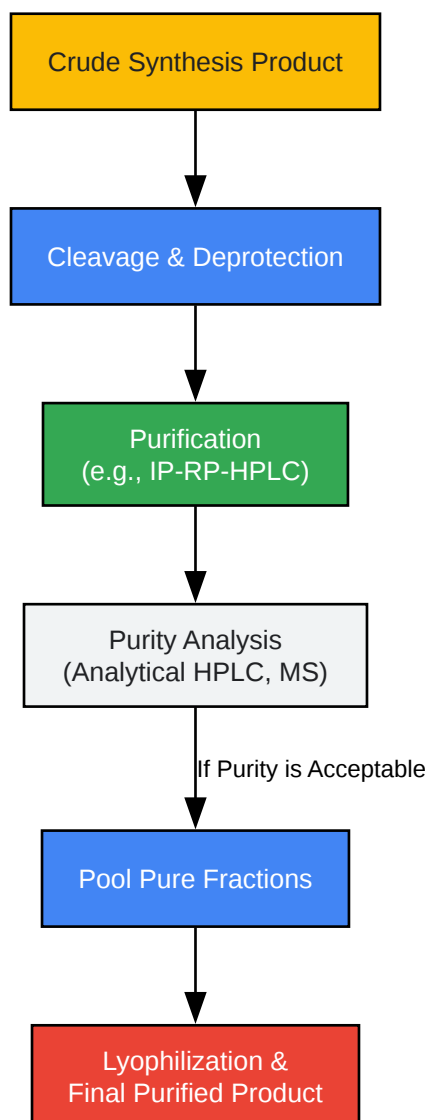 Crude Synthesis Product
Cleavage & Deprotection
Purification
(e.g., IP-RP-HPLC)
Purity Analysis
(Analytical HPLC, MS)
If Purity is Acceptable
Pool Pure Fractions
Lyophilization &
Final Purified Product